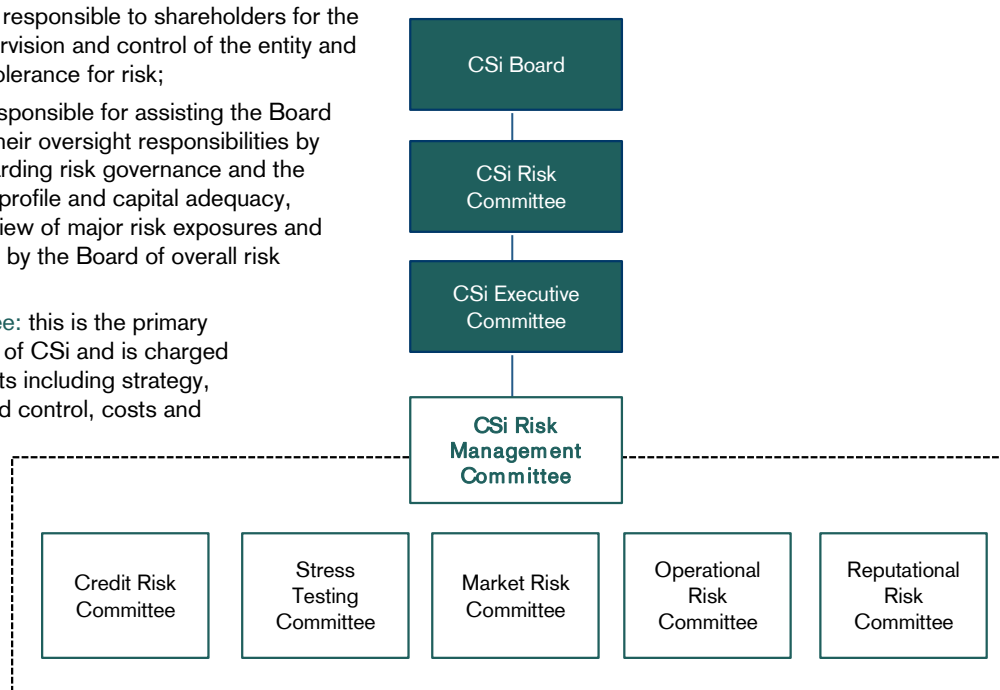 responsible to shareholders for the
rvision and control of the entity and
olerance for risk;
sponsible for assisting the Board
heir oversight responsibilities by
arding risk governance and the
profile and capital adequacy,
view of major risk exposures and
by the Board of overall risk
ee: this is the primary
of CSi and is charged
ts including strategy,
d control, costs and
CSi Board
CSi Risk
Committee
CSi Executive
Committee
CSi Risk
Management
Committee
Credit Risk
Committee
Stress
Testing
Committee
Market Risk
Committee
Operational
Risk
Committee
Reputational
Risk
Committee